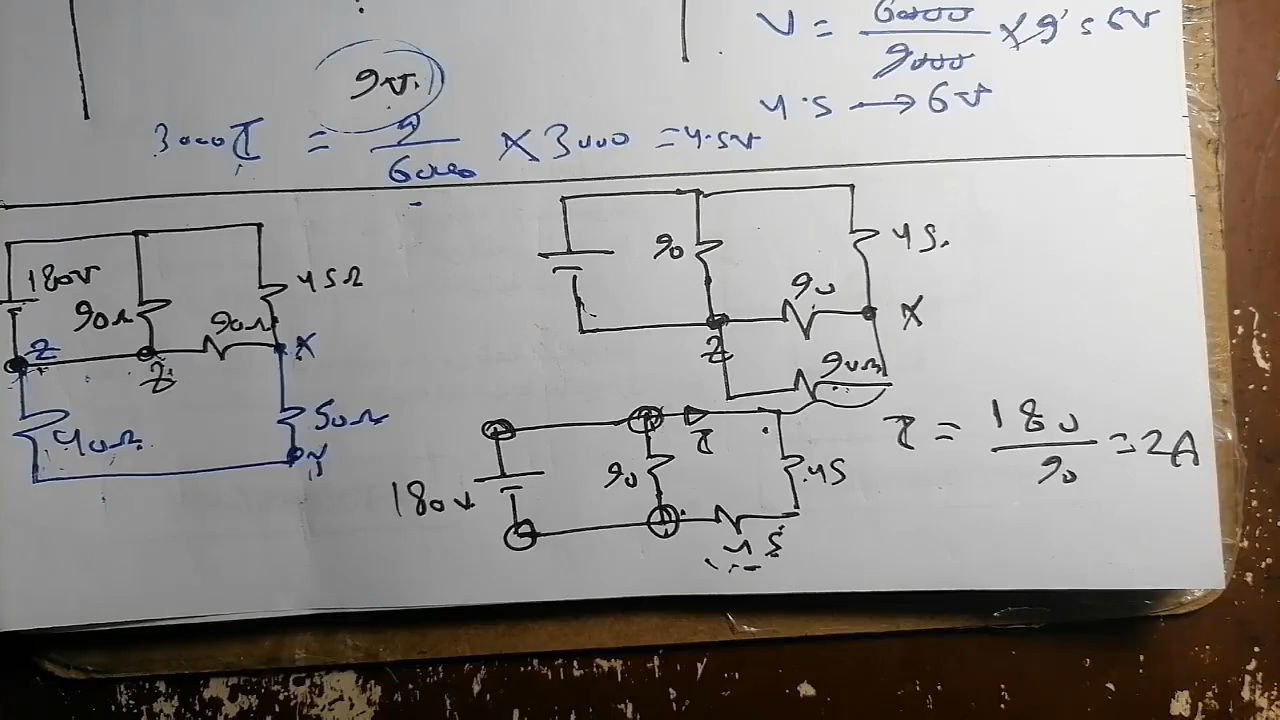 V = 6000/9000 × 9 = 6V
9V
4.5 → 6V
3000I = 9/6000 × 3000 = 4.5V
180V
90Ω
45Ω
90Ω
Z
Z
X
40Ω
50Ω
Y
90
45
90
X
Z
90Ω
180V
90
I
45
45
I = 180/90 = 2A